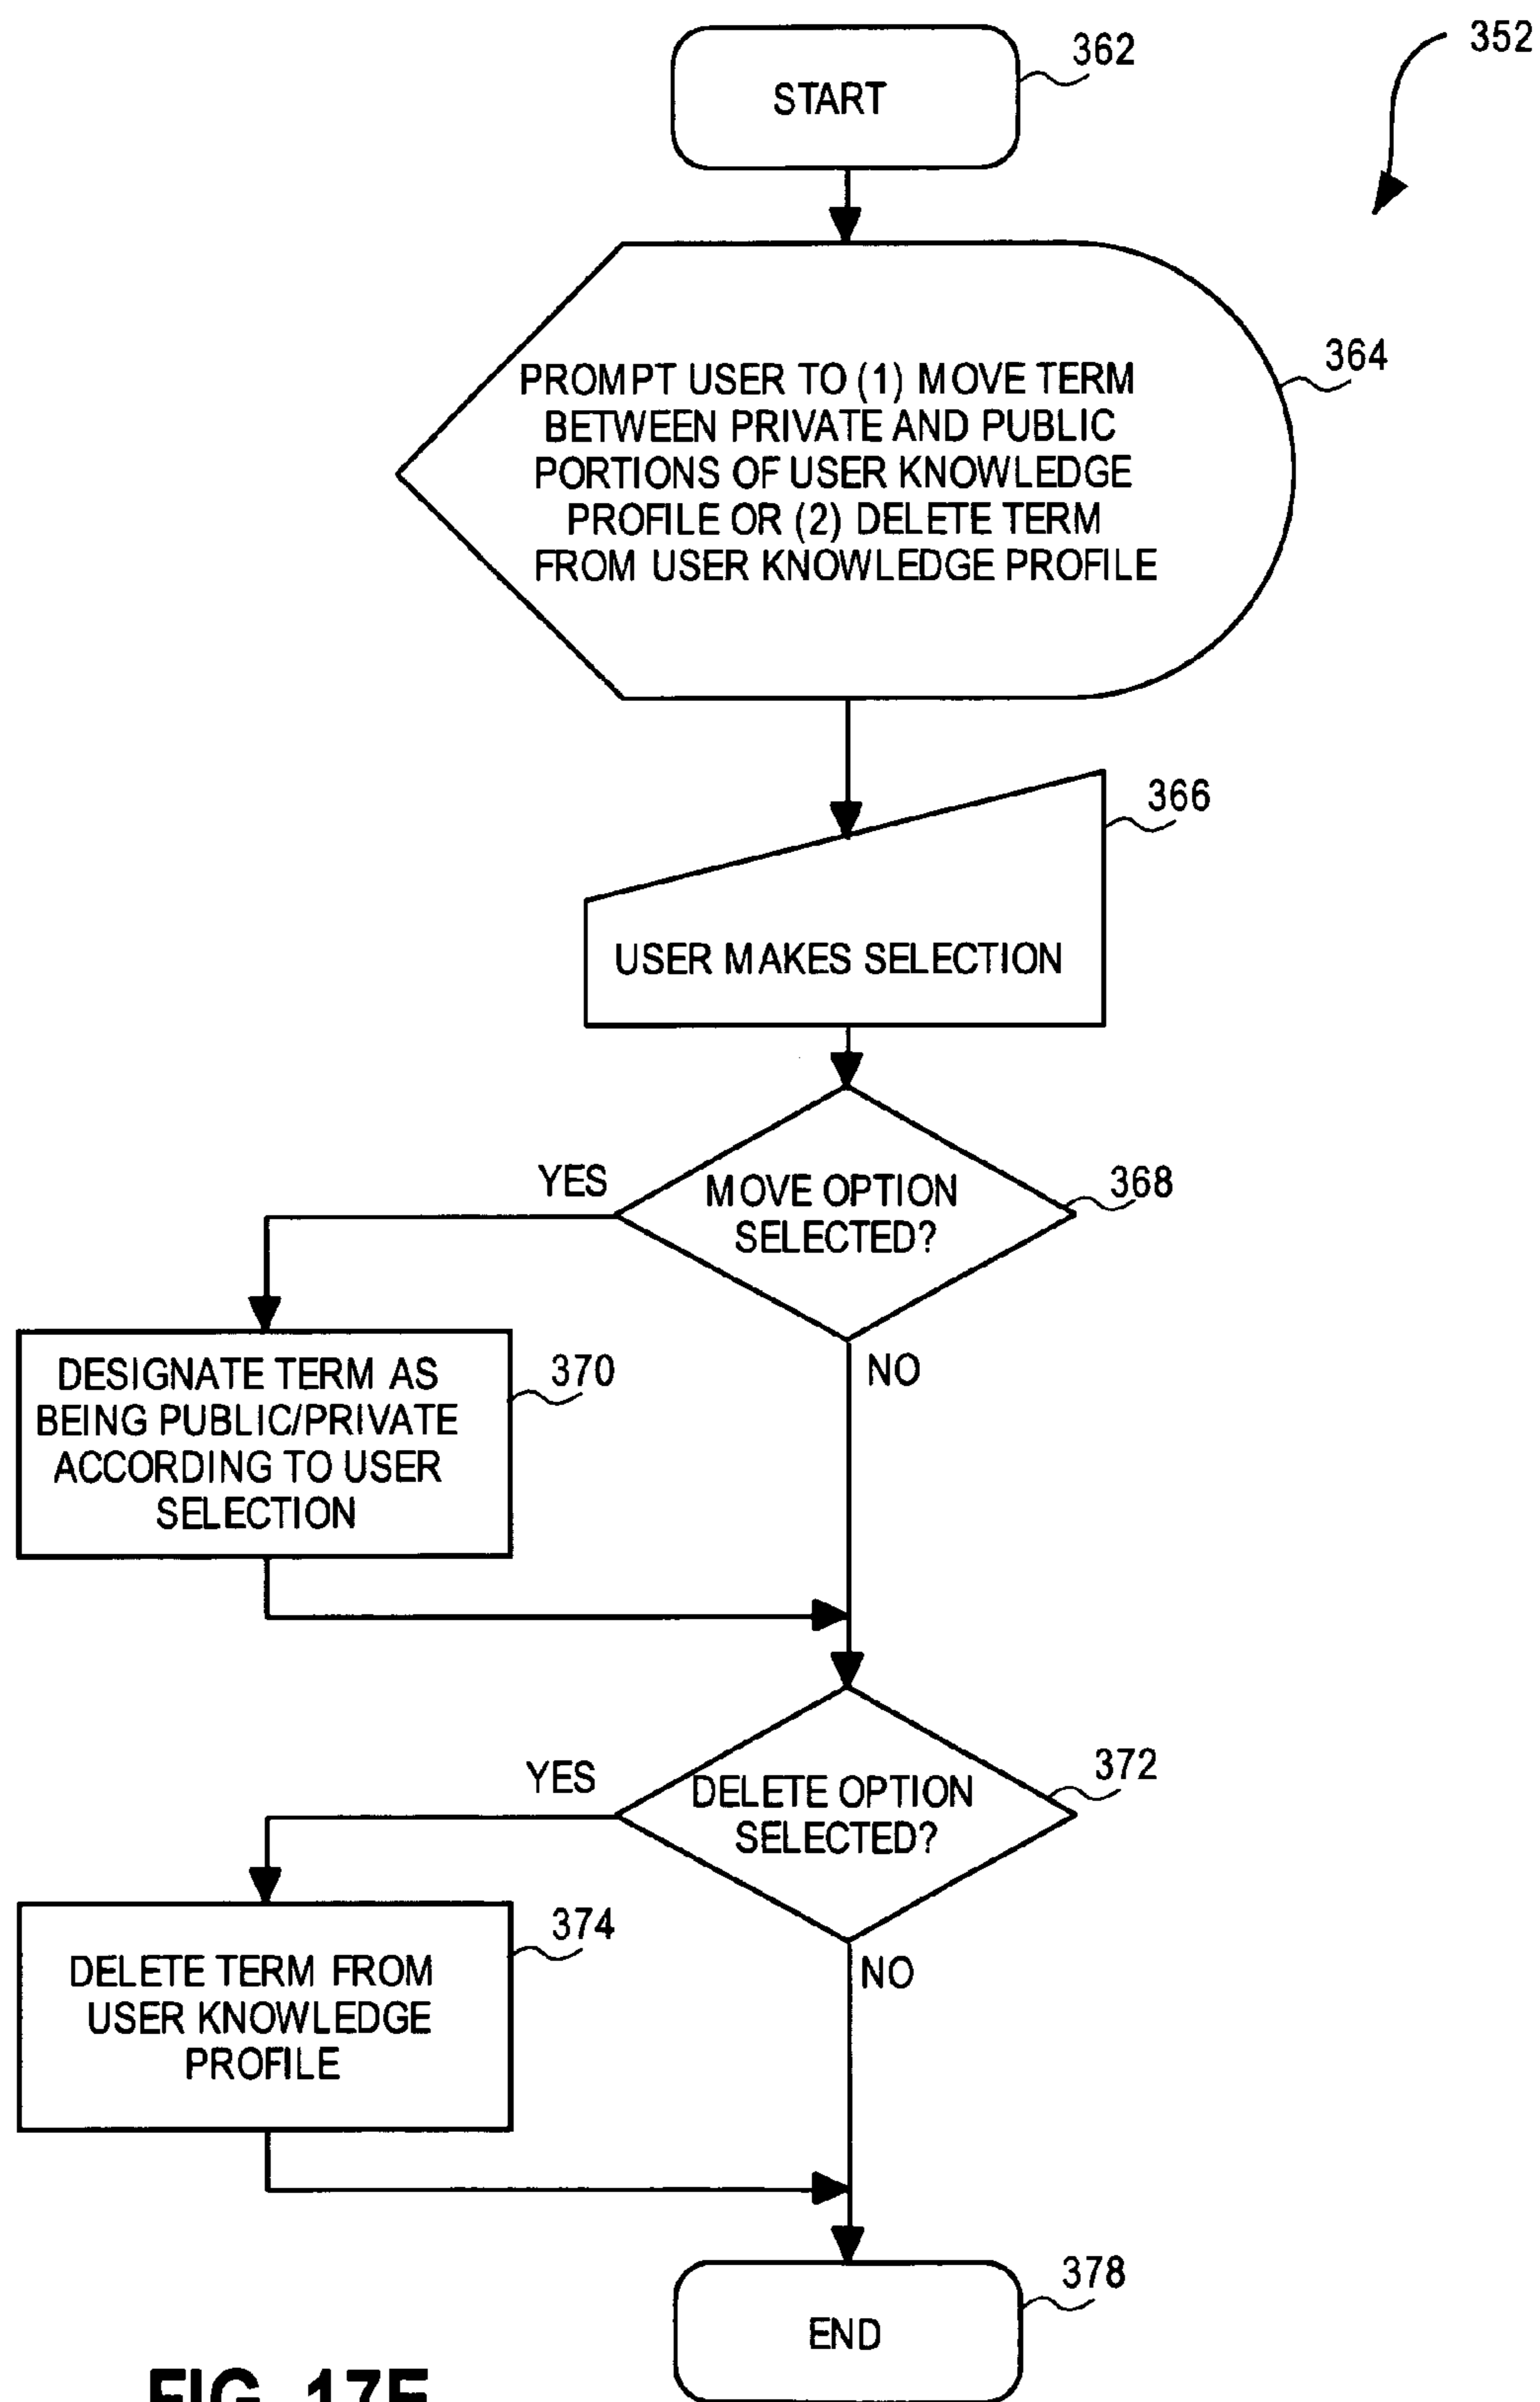 352
362
START
364
PROMPT USER TO (1) MOVE TERM
BETWEEN PRIVATE AND PUBLIC
PORTIONS OF USER KNOWLEDGE
PROFILE OR (2) DELETE TERM
FROM USER KNOWLEDGE PROFILE
366
USER MAKES SELECTION
368
YES
MOVE OPTION
SELECTED?
NO
370
DESIGNATE TERM AS
BEING PUBLIC/PRIVATE
ACCORDING TO USER
SELECTION
372
YES
DELETE OPTION
SELECTED?
NO
374
DELETE TERM FROM
USER KNOWLEDGE
PROFILE
378
END